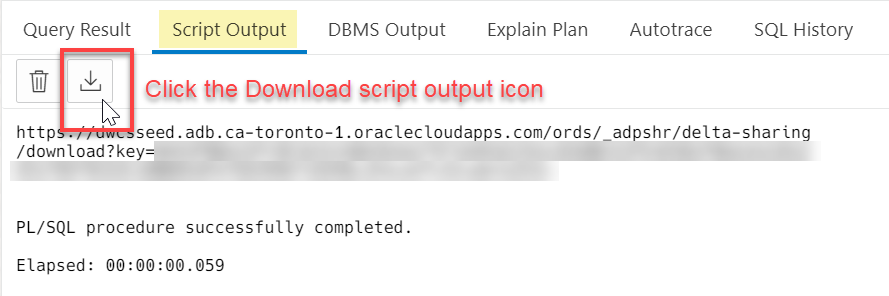 Query Result Script Output DBMS Output Explain Plan Autotrace SQL History
Click the Download script output icon
https://dwcsseed.adb.ca-toronto-1.oraclecloudapps.com/ords/_adpshr/delta-sharing
/download?key=
PL/SQL procedure successfully completed.
Elapsed: 00:00:00.059